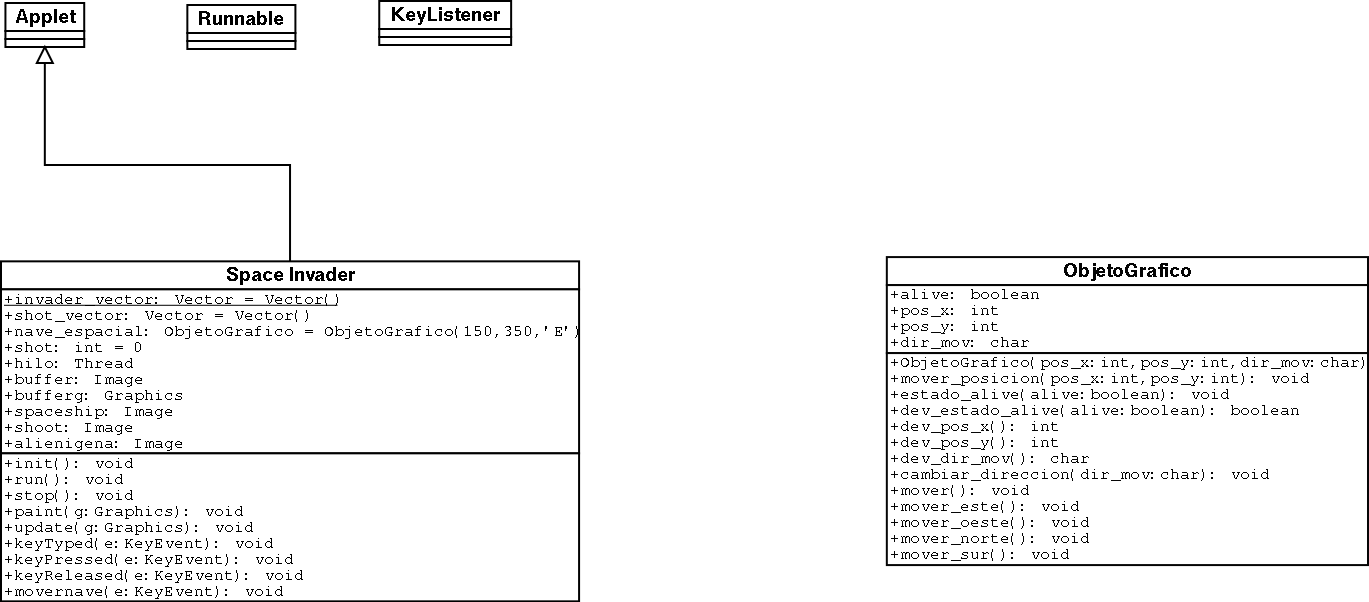 Applet
Runnable
KeyListener
Space Invader
+invader_vector: Vector = Vector()
+shot_vector: Vector = Vector()
+nave_espacial: ObjetoGrafico = ObjetoGrafico(150,350,'E')
+shot: int = 0
+hilo: Thread
+buffer: Image
+bufferg: Graphics
+spaceship: Image
+shoot: Image
+alienigena: Image
+init(): void
+run(): void
+stop(): void
+paint(g:Graphics): void
+update(g:Graphics): void
+keyTyped(e:KeyEvent): void
+keyPressed(e:KeyEvent): void
+keyReleased(e:KeyEvent): void
+movernave(e:KeyEvent): void
ObjetoGrafico
+alive: boolean
+pos_x: int
+pos_y: int
+dir_mov: char
+ObjetoGrafico(pos_x:int,pos_y:int,dir_mov:char)
+mover_posicion(pos_x:int,pos_y:int): void
+estado_alive(alive:boolean): void
+dev_estado_alive(alive:boolean): boolean
+dev_pos_x(): int
+dev_pos_y(): int
+dev_dir_mov(): char
+cambiar_direccion(dir_mov:char): void
+mover(): void
+mover_este(): void
+mover_oeste(): void
+mover_norte(): void
+mover_sur(): void